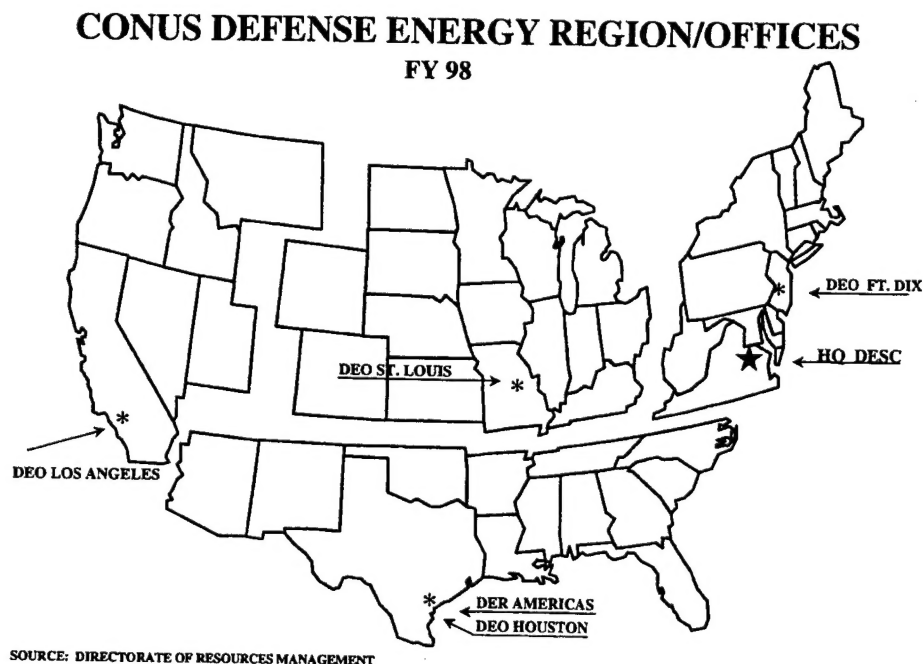 CONUS DEFENSE ENERGY REGION/OFFICES
FY 98
DEO FT. DIX
HQ DESC
DEO ST. LOUIS
DEO LOS ANGELES
DER AMERICAS
DEO HOUSTON
SOURCE: DIRECTORATE OF RESOURCES MANAGEMENT